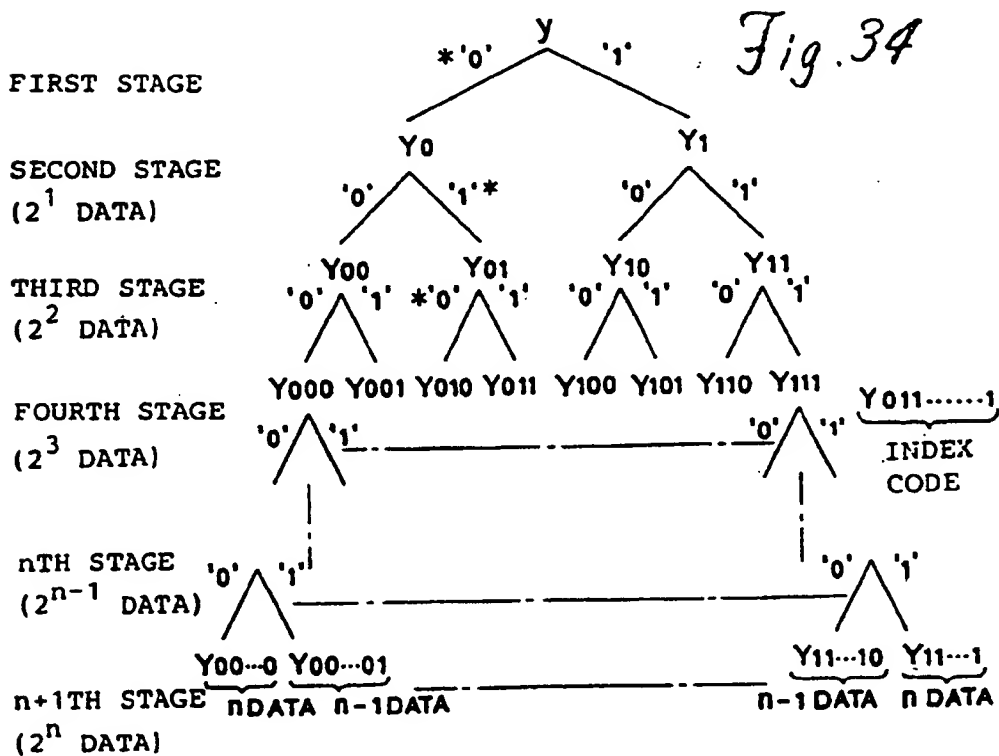 Fig. 34
y
*'0' '1'
FIRST STAGE
Y0 Y1
SECOND STAGE
(2^1 DATA)
'0' '1'* '0' '1'
Y00 Y01 Y10 Y11
THIRD STAGE
(2^2 DATA)
'0' '1' *'0' '1' '0' '1' '0' '1'
Y000 Y001 Y010 Y011 Y100 Y101 Y110 Y111
FOURTH STAGE
(2^3 DATA)
'0' '1' '0' '1'
Y011......1
INDEX
CODE
nTH STAGE
(2^n-1 DATA)
'0' '1' '0' '1'
Y00...0 Y00...01 Y11...10 Y11...1
n DATA n-1 DATA n-1 DATA n DATA
n+1TH STAGE
(2^n DATA)